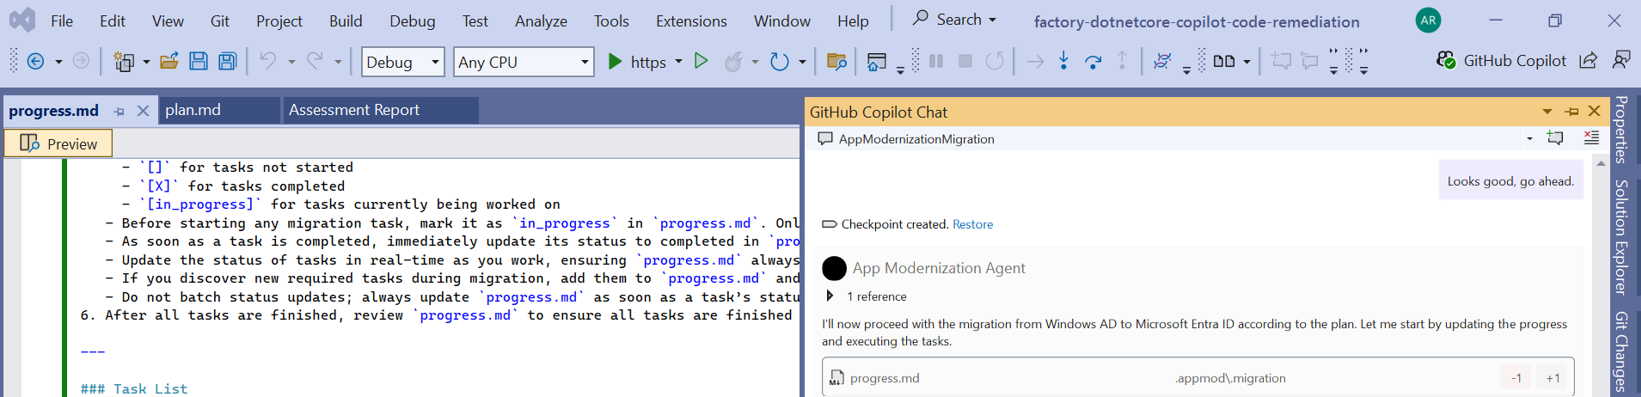 File Edit View Git Project Build Debug Test Analyze Tools Extensions Window Help Search factory-dotnetcore-copilot-code-remediation AR
Debug Any CPU https GitHub Copilot
progress.md plan.md Assessment Report
Preview
- `[]` for tasks not started
- `[X]` for tasks completed
- `[in_progress]` for tasks currently being worked on
- Before starting any migration task, mark it as `in_progress` in `progress.md`. Onl
- As soon as a task is completed, immediately update its status to completed in `pro
- Update the status of tasks in real-time as you work, ensuring `progress.md` always
- If you discover new required tasks during migration, add them to `progress.md` and
- Do not batch status updates; always update `progress.md` as soon as a task's statu
6. After all tasks are finished, review `progress.md` to ensure all tasks are finished
---
### Task List
GitHub Copilot Chat
AppModernizationMigration
Looks good, go ahead.
Checkpoint created. Restore
App Modernization Agent
1 reference
I'll now proceed with the migration from Windows AD to Microsoft Entra ID according to the plan. Let me start by updating the progress
and executing the tasks.
progress.md .appmod\.migration -1 +1
Properties
Solution Explorer
Git Changes